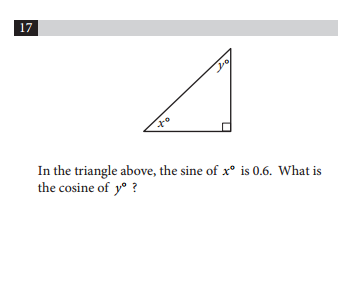 17
y°
x°
In the triangle above, the sine of x° is 0.6. What is
the cosine of y° ?